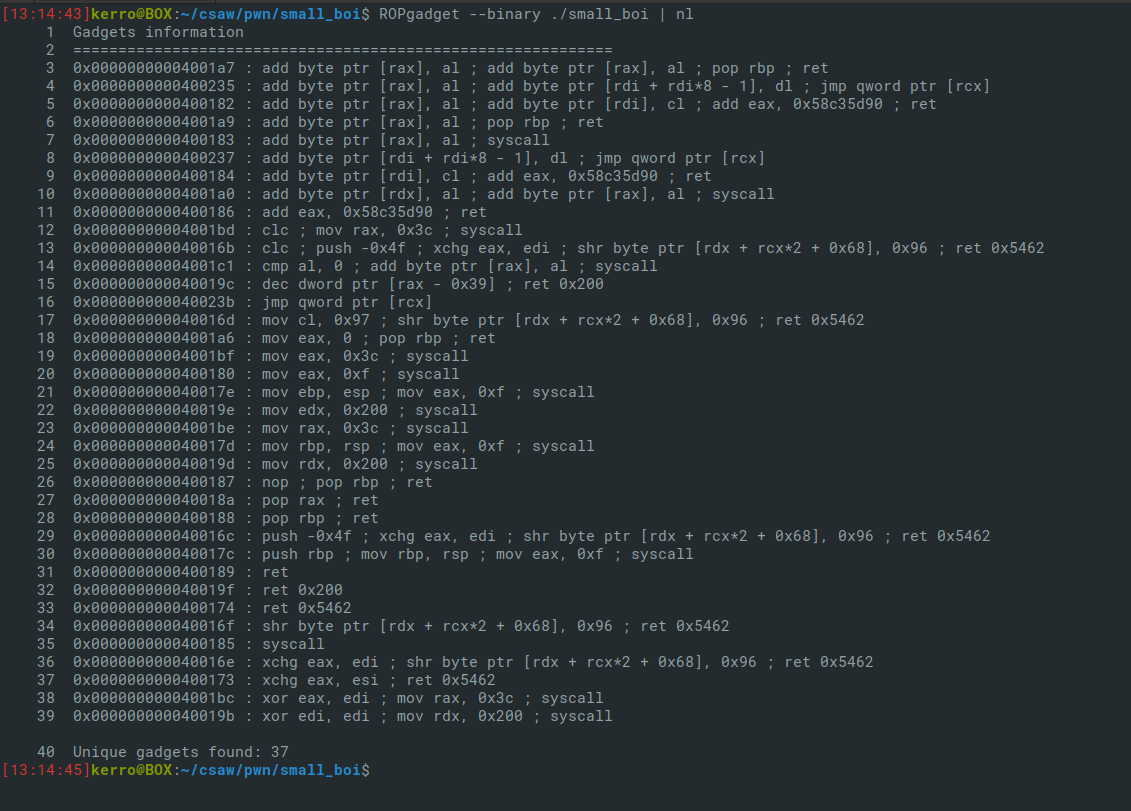 [13:14:43]kerro@BOX:~/csaw/pwn/small_boi$ ROPgadget --binary ./small_boi | nl
1 Gadgets information
2 ============================================================
3 0x00000000004001a7 : add byte ptr [rax], al ; add byte ptr [rax], al ; pop rbp ; ret
4 0x0000000000400235 : add byte ptr [rax], al ; add byte ptr [rdi + rdi*8 - 1], dl ; jmp qword ptr [rcx]
5 0x0000000000400182 : add byte ptr [rax], al ; add byte ptr [rdi], cl ; add eax, 0x58c35d90 ; ret
6 0x00000000004001a9 : add byte ptr [rax], al ; pop rbp ; ret
7 0x0000000000400183 : add byte ptr [rax], al ; syscall
8 0x0000000000400237 : add byte ptr [rdi + rdi*8 - 1], dl ; jmp qword ptr [rcx]
9 0x0000000000400184 : add byte ptr [rdi], cl ; add eax, 0x58c35d90 ; ret
10 0x00000000004001a0 : add byte ptr [rdx], al ; add byte ptr [rax], al ; syscall
11 0x0000000000400186 : add eax, 0x58c35d90 ; ret
12 0x00000000004001bd : clc ; mov rax, 0x3c ; syscall
13 0x000000000040016b : clc ; push -0x4f ; xchg eax, edi ; shr byte ptr [rdx + rcx*2 + 0x68], 0x96 ; ret 0x5462
14 0x00000000004001c1 : cmp al, 0 ; add byte ptr [rax], al ; syscall
15 0x000000000040019c : dec dword ptr [rax - 0x39] ; ret 0x200
16 0x000000000040023b : jmp qword ptr [rcx]
17 0x000000000040016d : mov cl, 0x97 ; shr byte ptr [rdx + rcx*2 + 0x68], 0x96 ; ret 0x5462
18 0x00000000004001a6 : mov eax, 0 ; pop rbp ; ret
19 0x00000000004001bf : mov eax, 0x3c ; syscall
20 0x0000000000400180 : mov eax, 0xf ; syscall
21 0x000000000040017e : mov ebp, esp ; mov eax, 0xf ; syscall
22 0x000000000040019e : mov edx, 0x200 ; syscall
23 0x00000000004001be : mov rax, 0x3c ; syscall
24 0x000000000040017d : mov rbp, rsp ; mov eax, 0xf ; syscall
25 0x000000000040019d : mov rdx, 0x200 ; syscall
26 0x0000000000400187 : nop ; pop rbp ; ret
27 0x000000000040018a : pop rax ; ret
28 0x0000000000400188 : pop rbp ; ret
29 0x000000000040016c : push -0x4f ; xchg eax, edi ; shr byte ptr [rdx + rcx*2 + 0x68], 0x96 ; ret 0x5462
30 0x000000000040017c : push rbp ; mov rbp, rsp ; mov eax, 0xf ; syscall
31 0x0000000000400189 : ret
32 0x000000000040019f : ret 0x200
33 0x0000000000400174 : ret 0x5462
34 0x000000000040016f : shr byte ptr [rdx + rcx*2 + 0x68], 0x96 ; ret 0x5462
35 0x0000000000400185 : syscall
36 0x000000000040016e : xchg eax, edi ; shr byte ptr [rdx + rcx*2 + 0x68], 0x96 ; ret 0x5462
37 0x0000000000400173 : xchg eax, esi ; ret 0x5462
38 0x00000000004001bc : xor eax, edi ; mov rax, 0x3c ; syscall
39 0x000000000040019b : xor edi, edi ; mov rdx, 0x200 ; syscall
40 Unique gadgets found: 37
[13:14:45]kerro@BOX:~/csaw/pwn/small_boi$